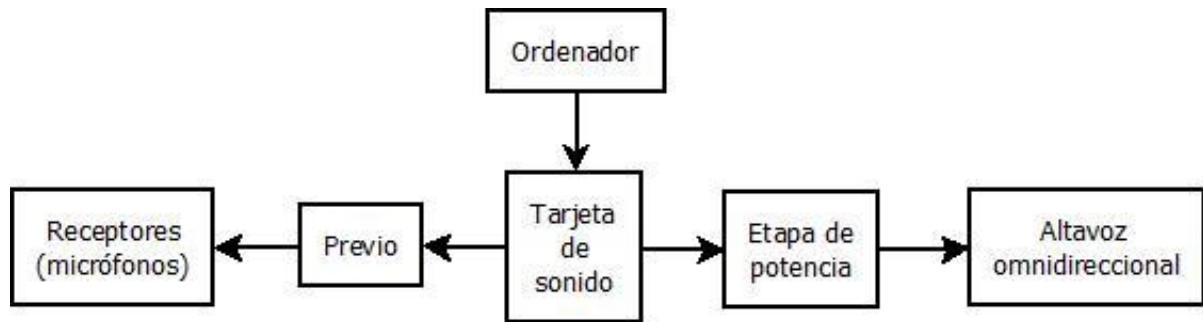 Ordenador
Receptores
(micrófonos)
Previo
Tarjeta
de
sonido
Etapa de
potencia
Altavoz
omnidireccional